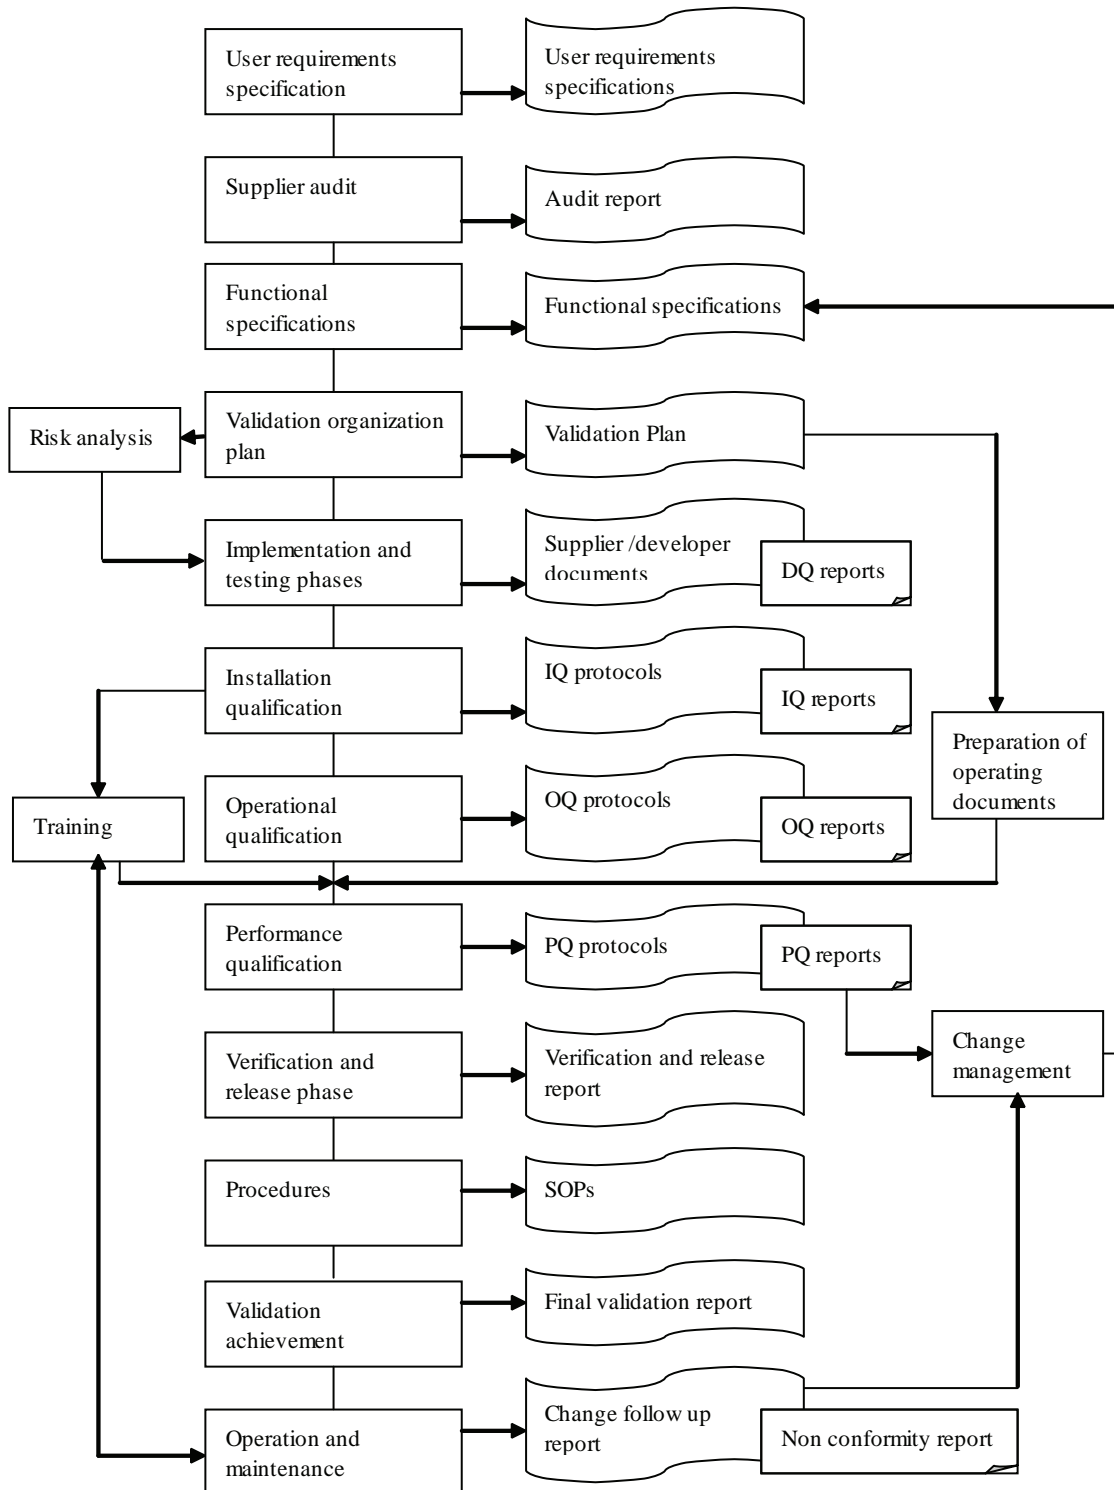 User requirements
specification
User requirements
specifications
Supplier audit
Audit report
Functional
specifications
Functional specifications
Risk analysis
Validation organization
plan
Validation Plan
Implementation and
testing phases
Supplier /developer
documents
DQ reports
Installation
qualification
IQ protocols
IQ reports
Preparation of
operating
documents
Training
Operational
qualification
OQ protocols
OQ reports
Performance
qualification
PQ protocols
PQ reports
Verification and
release phase
Verification and release
report
Change
management
Procedures
SOPs
Validation
achievement
Final validation report
Operation and
maintenance
Change follow up
report
Non conformity report